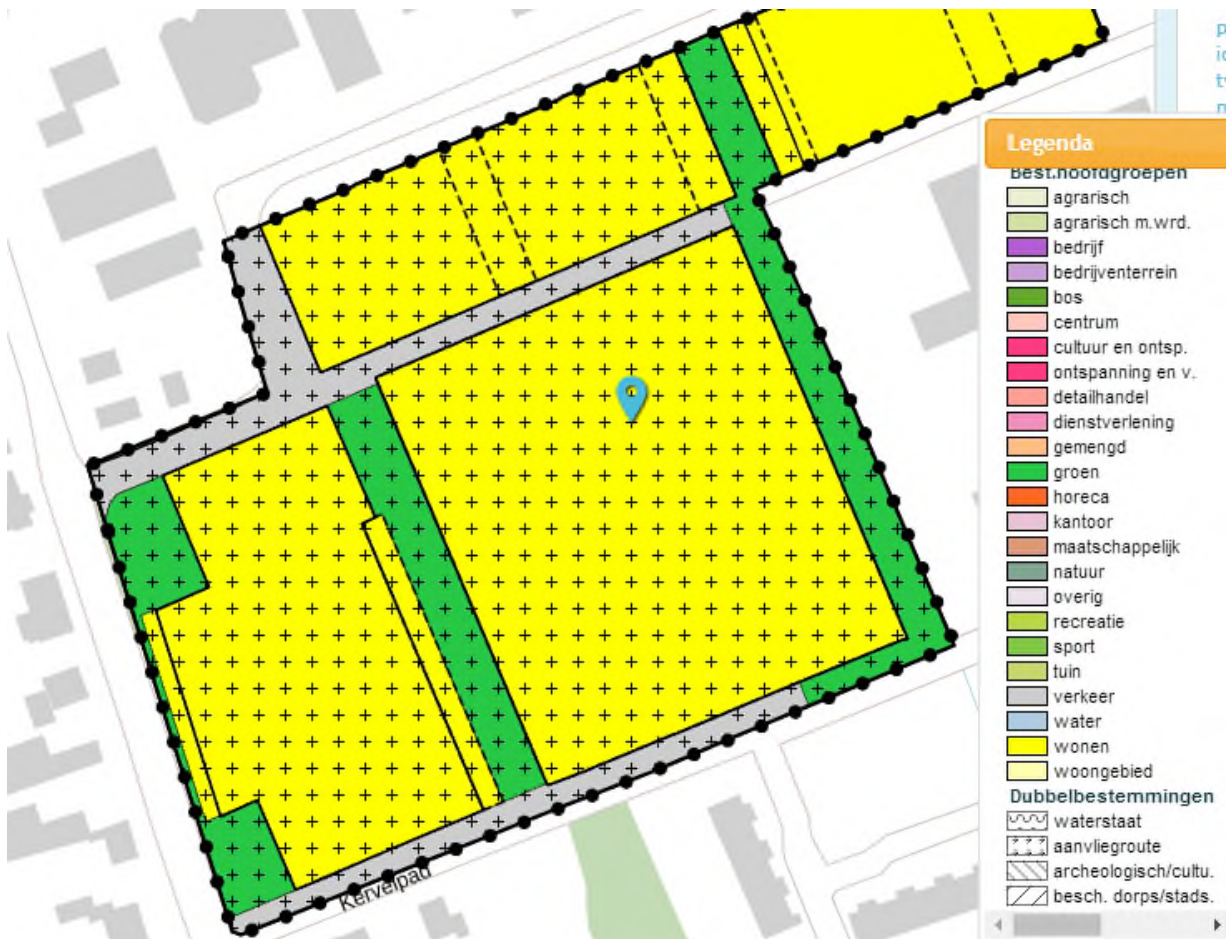 Legenda
Best.hoofdgroepen
agrarisch
agrarisch m.wrd.
bedrijf
bedrijventerrein
bos
centrum
cultuur en ontsp.
ontspanning en v.
detailhandel
dienstverlening
gemengd
groen
horeca
kantoor
maatschappelijk
natuur
overig
recreatie
sport
tuin
verkeer
water
wonen
woongebied
Dubbelbestemmingen
waterstaat
aanvliegroute
archeologisch/cultu.
besch. dorps/stads.
Kervelpad